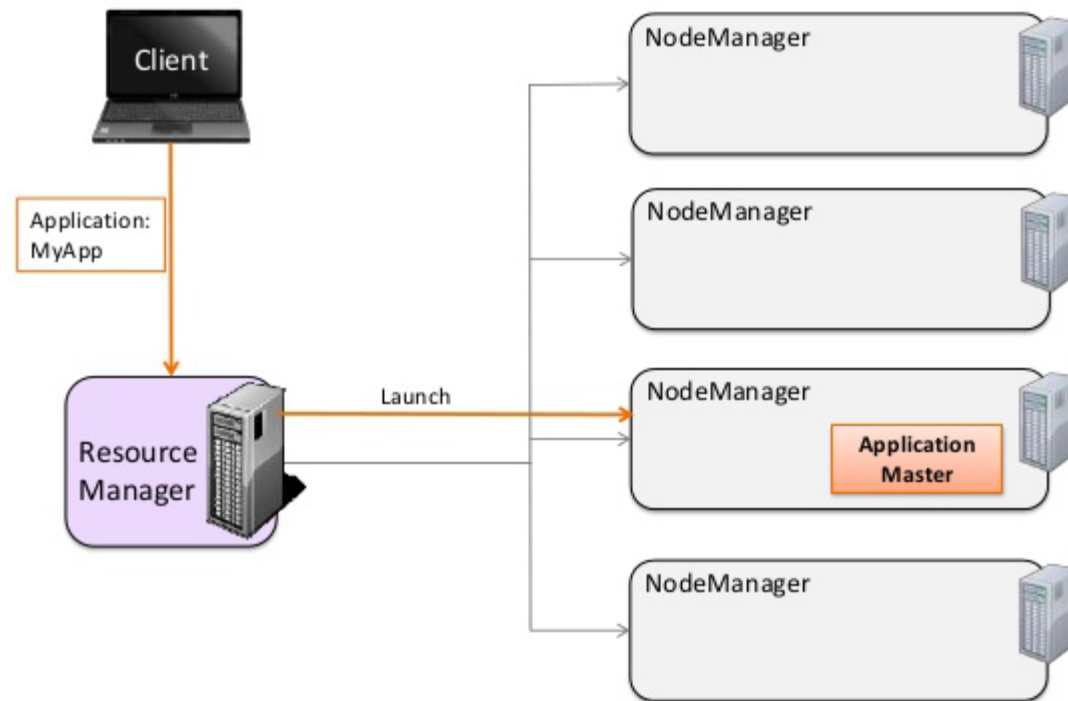 Client
NodeManager
Application:
MyApp
NodeManager
Launch
NodeManager
Application
Master
Resource
Manager
NodeManager